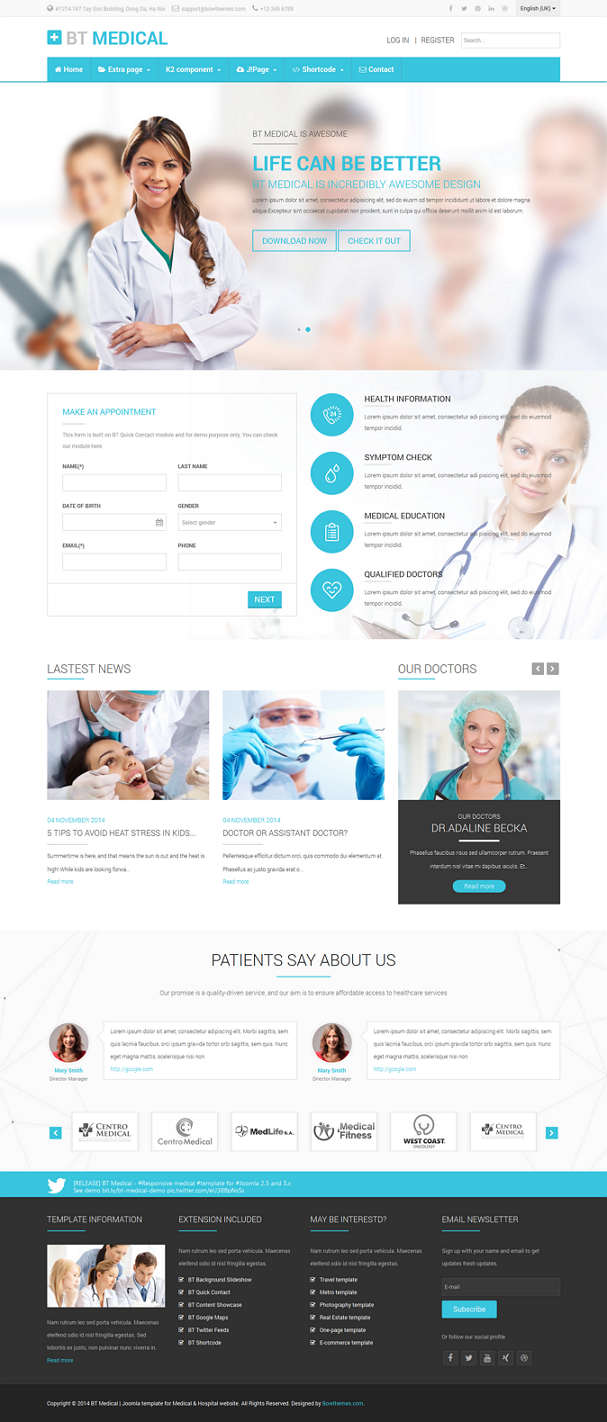 #1214 167 Tay Son Building, Dong Da, Ha Noi support@bowthemes.com +12 345 6789 English (UK)
BT MEDICAL
LOG IN | REGISTER Search...
Home Extra page K2 component J!Page Shortcode Contact
BT MEDICAL IS AWESOME
LIFE CAN BE BETTER
BT MEDICAL IS INCREDIBLY AWESOME DESIGN
Lorem ipsum dolor sit amet, consectetur adipisicing elit, sed do eiusm od tempor incididunt ut labore et dolore magna
aliqua.Excepteur sint occaecat cupidatat non proident, sunt in culpa qui officia deserunt mollit anim id est laborum.
DOWNLOAD NOW CHECK IT OUT
MAKE AN APPOINTMENT
This form is built on BT Quick Contact module and for demo purpose only. You can check
our module here
NAME(*) LAST NAME
DATE OF BIRTH GENDER
Select gender
EMAIL(*) PHONE
NEXT
HEALTH INFORMATION
Lorem ipsum dolor sit amet, consectetur adi pisicing elit, sed do eiusmod
tempor incidid.
24
SYMPTOM CHECK
Lorem ipsum dolor sit amet, consectetur adi pisicing elit, sed do eiusmod
tempor incidid.
MEDICAL EDUCATION
Lorem ipsum dolor sit amet, consectetur adi pisicing elit, sed do eiusmod
tempor incidid.
QUALIFIED DOCTORS
Lorem ipsum dolor sit amet, consectetur adi pisicing elit, sed do eiusmod
tempor incidid.
LASTEST NEWS
04 NOVEMBER 2014
5 TIPS TO AVOID HEAT STRESS IN KIDS...
Summertime is here, and that means the sun is out and the heat is
high! While kids are looking forwa...
Read more
04 NOVEMBER 2014
DOCTOR OR ASSISTANT DOCTOR?
Pellentesque efficitur dictum orci, quis commodo dui elementum at.
Phasellus ac justo gravida erat o...
Read more
OUR DOCTORS
OUR DOCTORS
DR.ADALINE BECKA
Phasellus faucibus risus sed ullamcorper rutrum. Praesent
interdum nisl vitae mi dapibus iaculis. Et...
Read more
PATIENTS SAY ABOUT US
Our promise is a quality-driven service, and our aim is to ensure affordable access to healthcare services
Mary Smith
Director Manager
Lorem ipsum dolor sit amet, consectetur adipiscing elit. Morbi sagittis, sem
quis ipsum lacinia faucibus, orci ipsum gravida tortor orbi sapien sem quis. Nunc
eget magna mattis, scelerisque nisi non
http://google.com
Mary Smith
Director Manager
Lorem ipsum dolor sit amet, consectetur adipiscing elit. Morbi sagittis, sem
quis ipsum lacinia faucibus, orci ipsum gravida tortor orbi sapien sem quis. Nunc
eget magna mattis, scelerisque nisi non
http://google.com
CENTRO MEDICAL
CentroMedical
MedLife S.A.
Medical Fitness
WEST COAST ONCOLOGY
CENTRO MEDICAL
[RELEASE] BT Medical - #Responsive medical #template for #Joomla 2.5 and 3.x
TEMPLATE INFORMATION
Nam rutrum leo sed porta vehicula. Maecenas
eleifend odio id nisl fringilla egestas. Sed
lobortis ex justo, non pulvinar nunc viverra in.
Read more
EXTENSION INCLUDED
Nam rutrum leo sed porta vehicula. Maecenas
eleifend odio id nisl fringilla egestas.
BT Background Slideshow
BT Quick Contact
BT Content Showcase
BT Google Maps
BT Twitter Feeds
BT Shortcode
MAY BE INTERSTD?
Nam rutrum leo sed porta vehicula. Maecenas
eleifend odio id nisl fringilla egestas.
Travel template
Metro template
Photography template
Real Estate template
One-page template
E-commerce template
EMAIL NEWSLETTER
Sign up with your name and email to get
updates fresh updates.
E-mail
Subscribe
Or follow our social profile
Copyright © 2014 BT Medical | Joomla template for Medical & Hospital website. All Rights Reserved. Designed by Bowthemes.com.